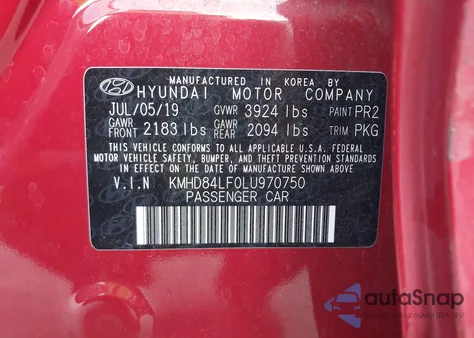 MANUFACTURED IN KOREA BY
HYUNDAI MOTOR COMPANY
JUL/05/19 GVWR 3924 lbs PAINT PR2
GAWR FRONT 2183 lbs GAWR REAR 2094 lbs TRIM PKG
THIS VEHICLE CONFORMS TO ALL APPLICABLE
FEDERAL MOTOR VEHICLE SAFETY, BUMPER, AND THEFT
PREVENTION STANDARDS IN EFFECT ON THE DATE OF
MANUFACTURE SHOWN ABOVE.
V.I.N KMHD84LF0LU970750
PASSENGER CAR
autoSnap